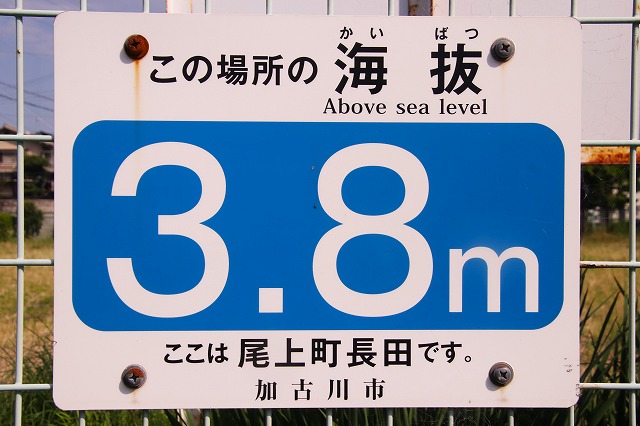 かい ばつ
この場所の 海 抜
Above sea level
3.8m
ここは 尾上町長田です。
加古川市